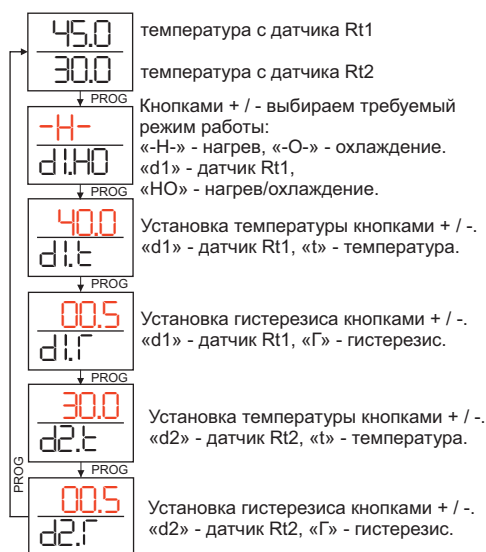 45.0
температура с датчика Rt1
30.0
температура с датчика Rt2
PROG
-H-
d1.HO
Кнопками + / - выбираем требуемый
режим работы:
«-Н-» - нагрев, «-О-» - охлаждение.
«d1» - датчик Rt1,
«НО» - нагрев/охлаждение.
PROG
40.0
d1.t
Установка температуры кнопками + / -.
«d1» - датчик Rt1, «t» - температура.
PROG
00.5
d1.Г
Установка гистерезиса кнопками + / -.
«d1» - датчик Rt1, «Г» - гистерезис.
PROG
30.0
d2.t
Установка температуры кнопками + / -.
«d2» - датчик Rt2, «t» - температура.
PROG
00.5
d2.Г
Установка гистерезиса кнопками + / -.
«d2» - датчик Rt2, «Г» - гистерезис.
PROG